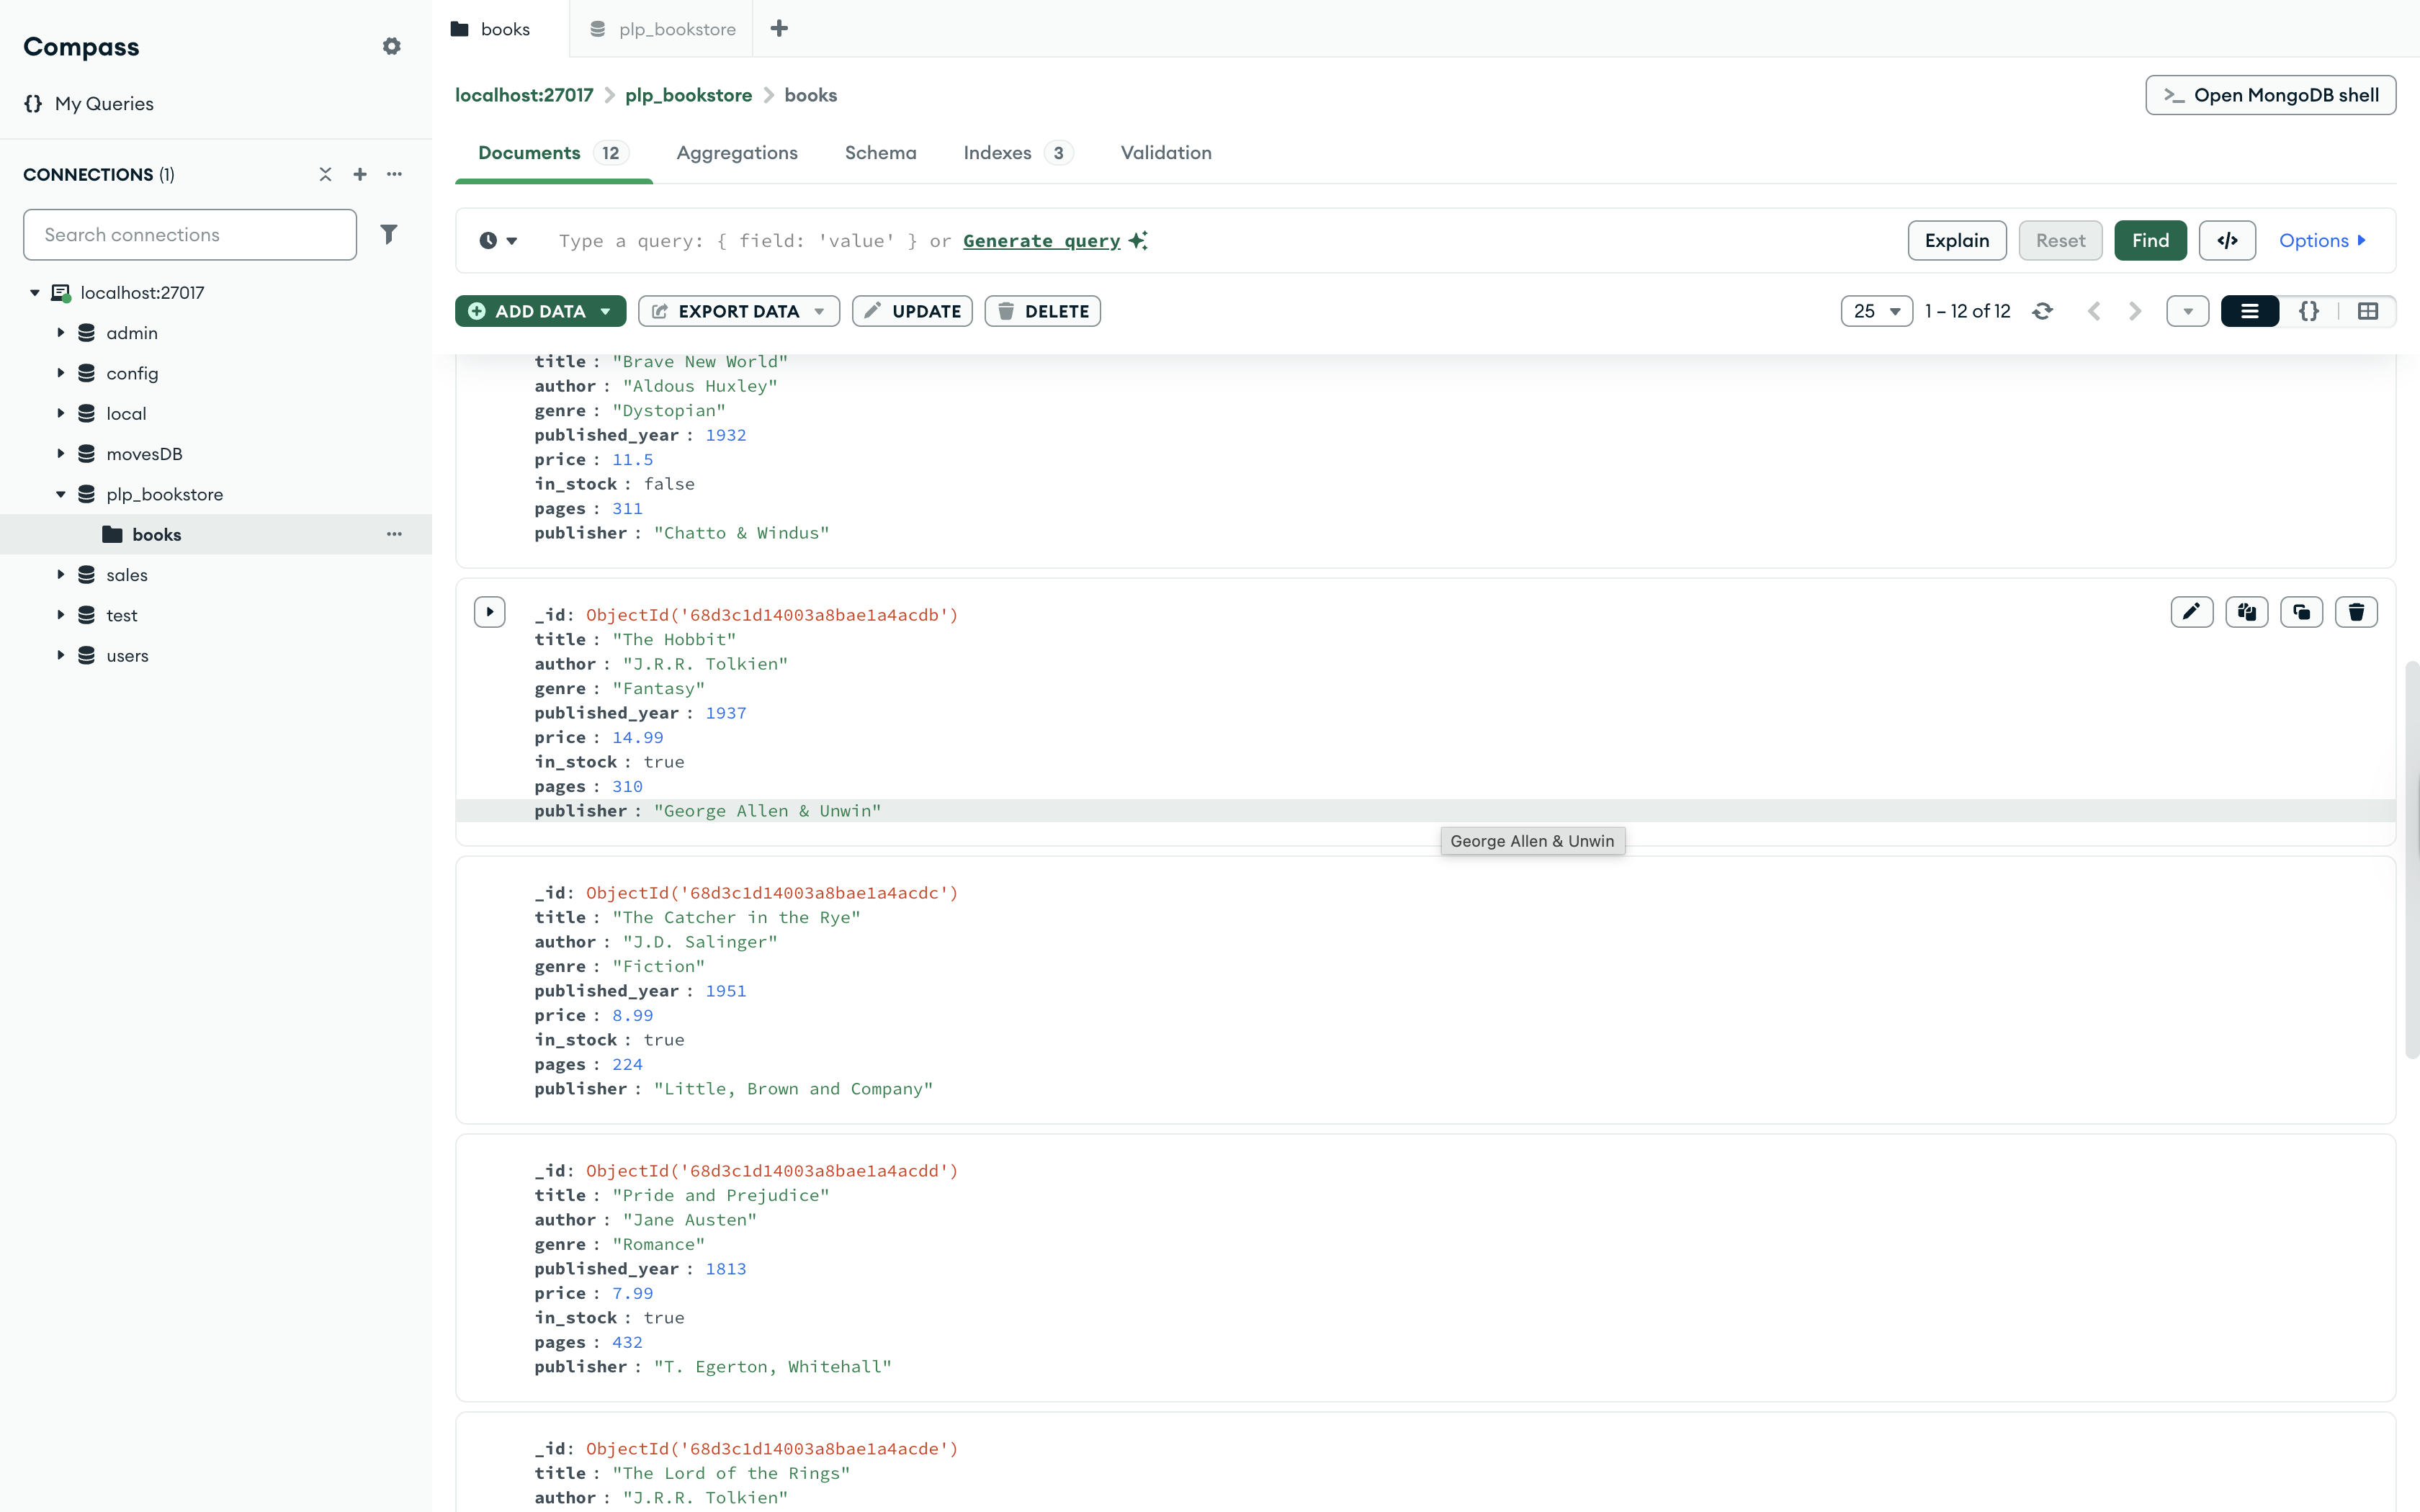 Compass
My Queries
CONNECTIONS (1)
Search connections
localhost:27017
admin
config
local
movesDB
plp_bookstore
books
sales
test
users
books
plp_bookstore
localhost:27017 > plp_bookstore > books
>_ Open MongoDB shell
Documents 12 Aggregations Schema Indexes 3 Validation
Type a query: { field: 'value' } or Generate query
Explain Reset Find </> Options
ADD DATA EXPORT DATA UPDATE DELETE
25 1 – 12 of 12 {}
title : "Brave New World"
author : "Aldous Huxley"
genre : "Dystopian"
published_year : 1932
price : 11.5
in_stock : false
pages : 311
publisher : "Chatto & Windus"
_id: ObjectId('68d3c1d14003a8bae1a4acdb')
title : "The Hobbit"
author : "J.R.R. Tolkien"
genre : "Fantasy"
published_year : 1937
price : 14.99
in_stock : true
pages : 310
publisher : "George Allen & Unwin"
George Allen & Unwin
_id: ObjectId('68d3c1d14003a8bae1a4acdc')
title : "The Catcher in the Rye"
author : "J.D. Salinger"
genre : "Fiction"
published_year : 1951
price : 8.99
in_stock : true
pages : 224
publisher : "Little, Brown and Company"
_id: ObjectId('68d3c1d14003a8bae1a4acdd')
title : "Pride and Prejudice"
author : "Jane Austen"
genre : "Romance"
published_year : 1813
price : 7.99
in_stock : true
pages : 432
publisher : "T. Egerton, Whitehall"
_id: ObjectId('68d3c1d14003a8bae1a4acde')
title : "The Lord of the Rings"
author : "J.R.R. Tolkien"